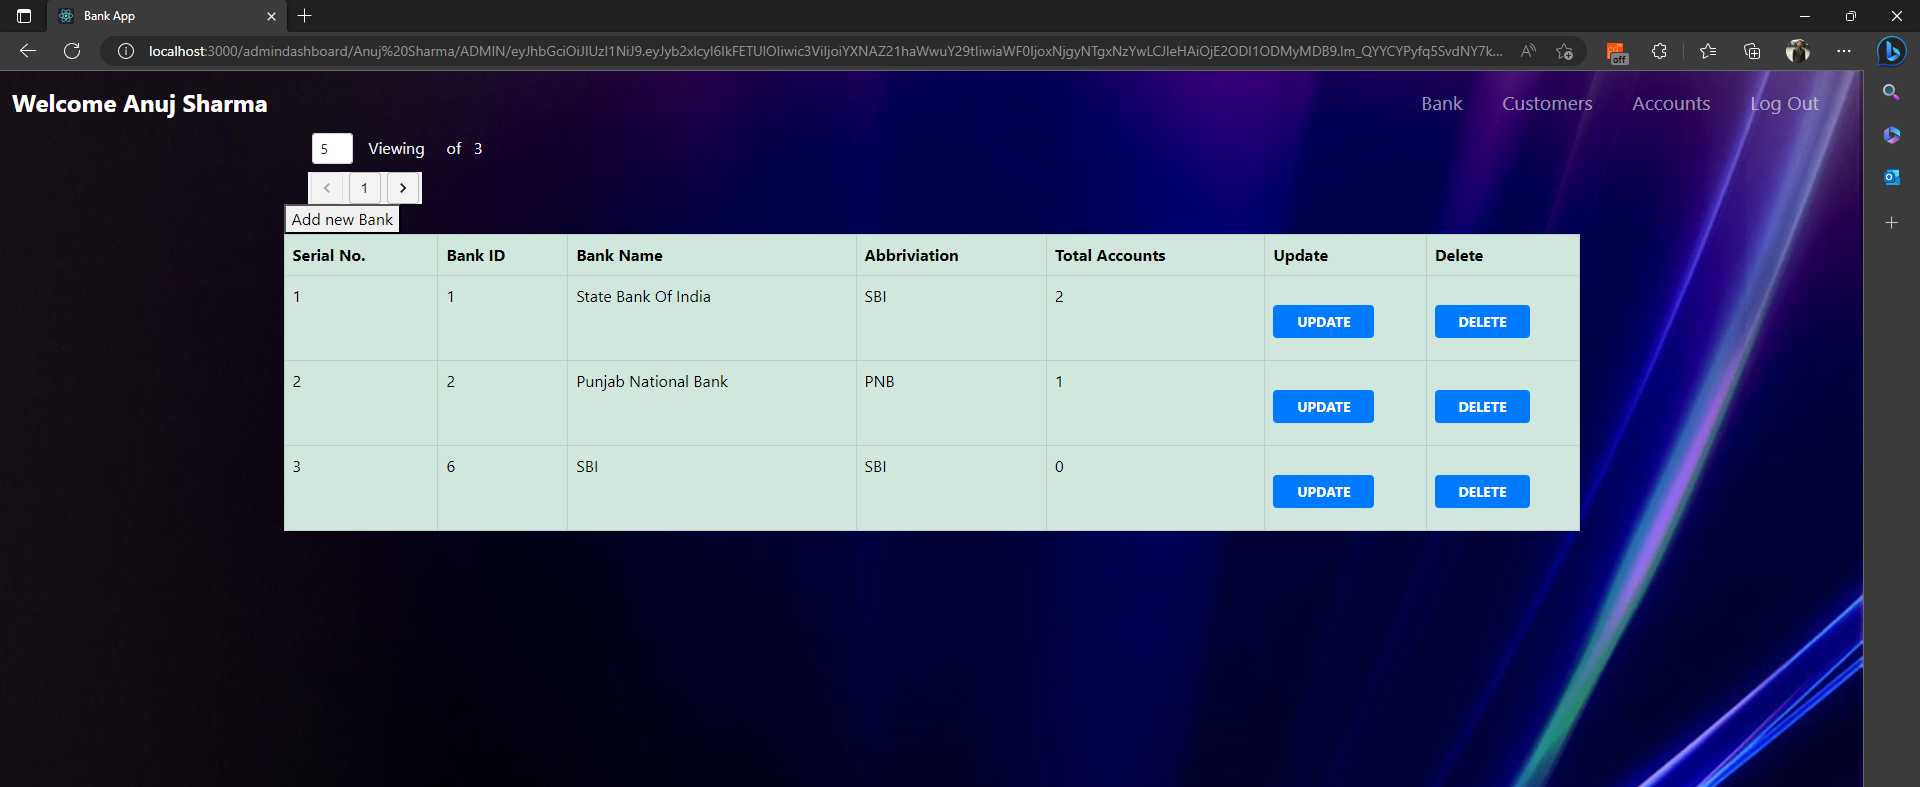 Bank App
localhost:3000/admindashboard/Anuj%20Sharma/ADMIN/
Welcome Anuj Sharma
Bank Customers Accounts Log Out
5 Viewing of 3
1
Add new Bank
Serial No. Bank ID Bank Name Abbriviation Total Accounts Update Delete
1 1 State Bank Of India SBI 2 UPDATE DELETE
2 2 Punjab National Bank PNB 1 UPDATE DELETE
3 6 SBI SBI 0 UPDATE DELETE
off